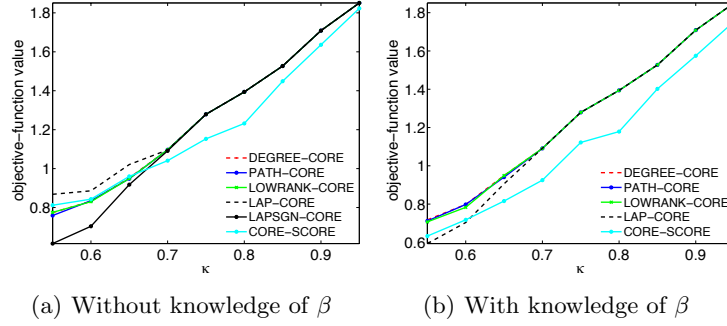 1.8
1.6
1.4
1.2
1
0.8
objective-function value
0.6
0.7
0.8
0.9
κ
DEGREE-CORE
PATH-CORE
LOWRANK-CORE
LAP-CORE
LAPSGN-CORE
CORE-SCORE
(a) Without knowledge of β
1.8
1.6
1.4
1.2
1
0.8
0.6
objective-function value
0.6
0.7
0.8
0.9
κ
DEGREE-CORE
PATH-CORE
LOWRANK-CORE
LAP-CORE
CORE-SCORE
(b) With knowledge of β